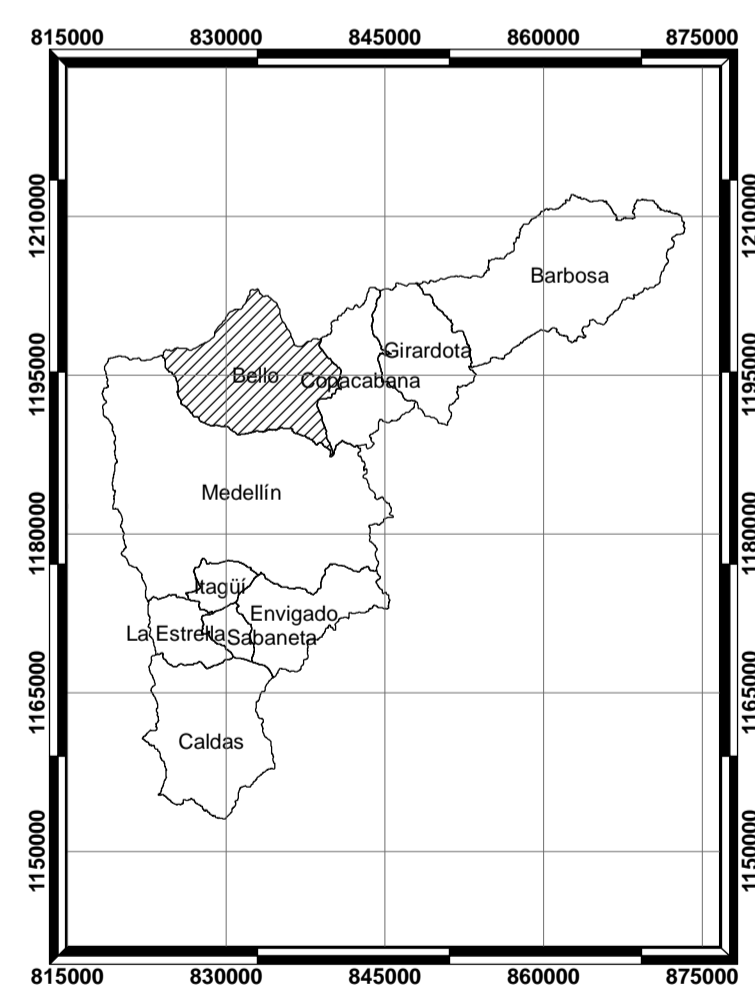 815000 830000 845000 860000 875000
1210000 1210000
Barbosa
Girardota
1195000 Bello Copacabana 1195000
Medellín
1180000 1180000
Itagüí
Envigado
La Estrella Sabaneta
1165000 1165000
Caldas
1150000 1150000
815000 830000 845000 860000 875000